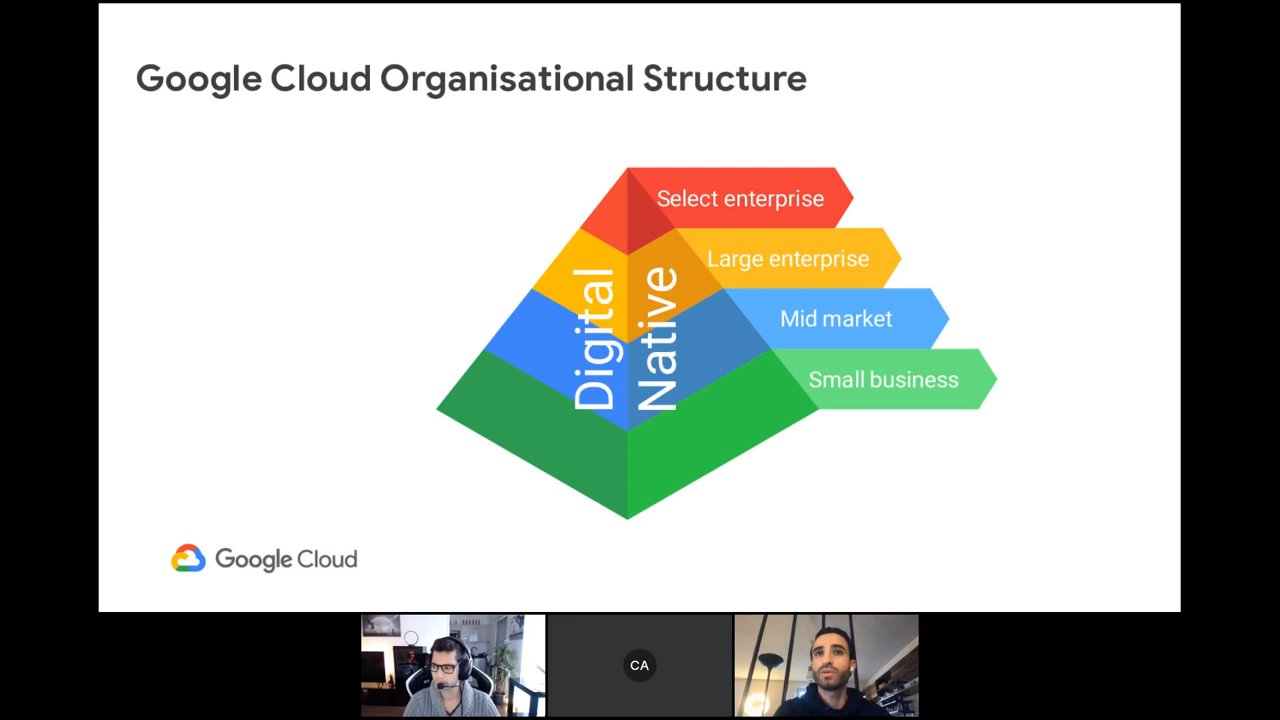 Google Cloud Organisational Structure
Select enterprise
Large enterprise
Mid market
Small business
Digital
Native
Google Cloud
CA